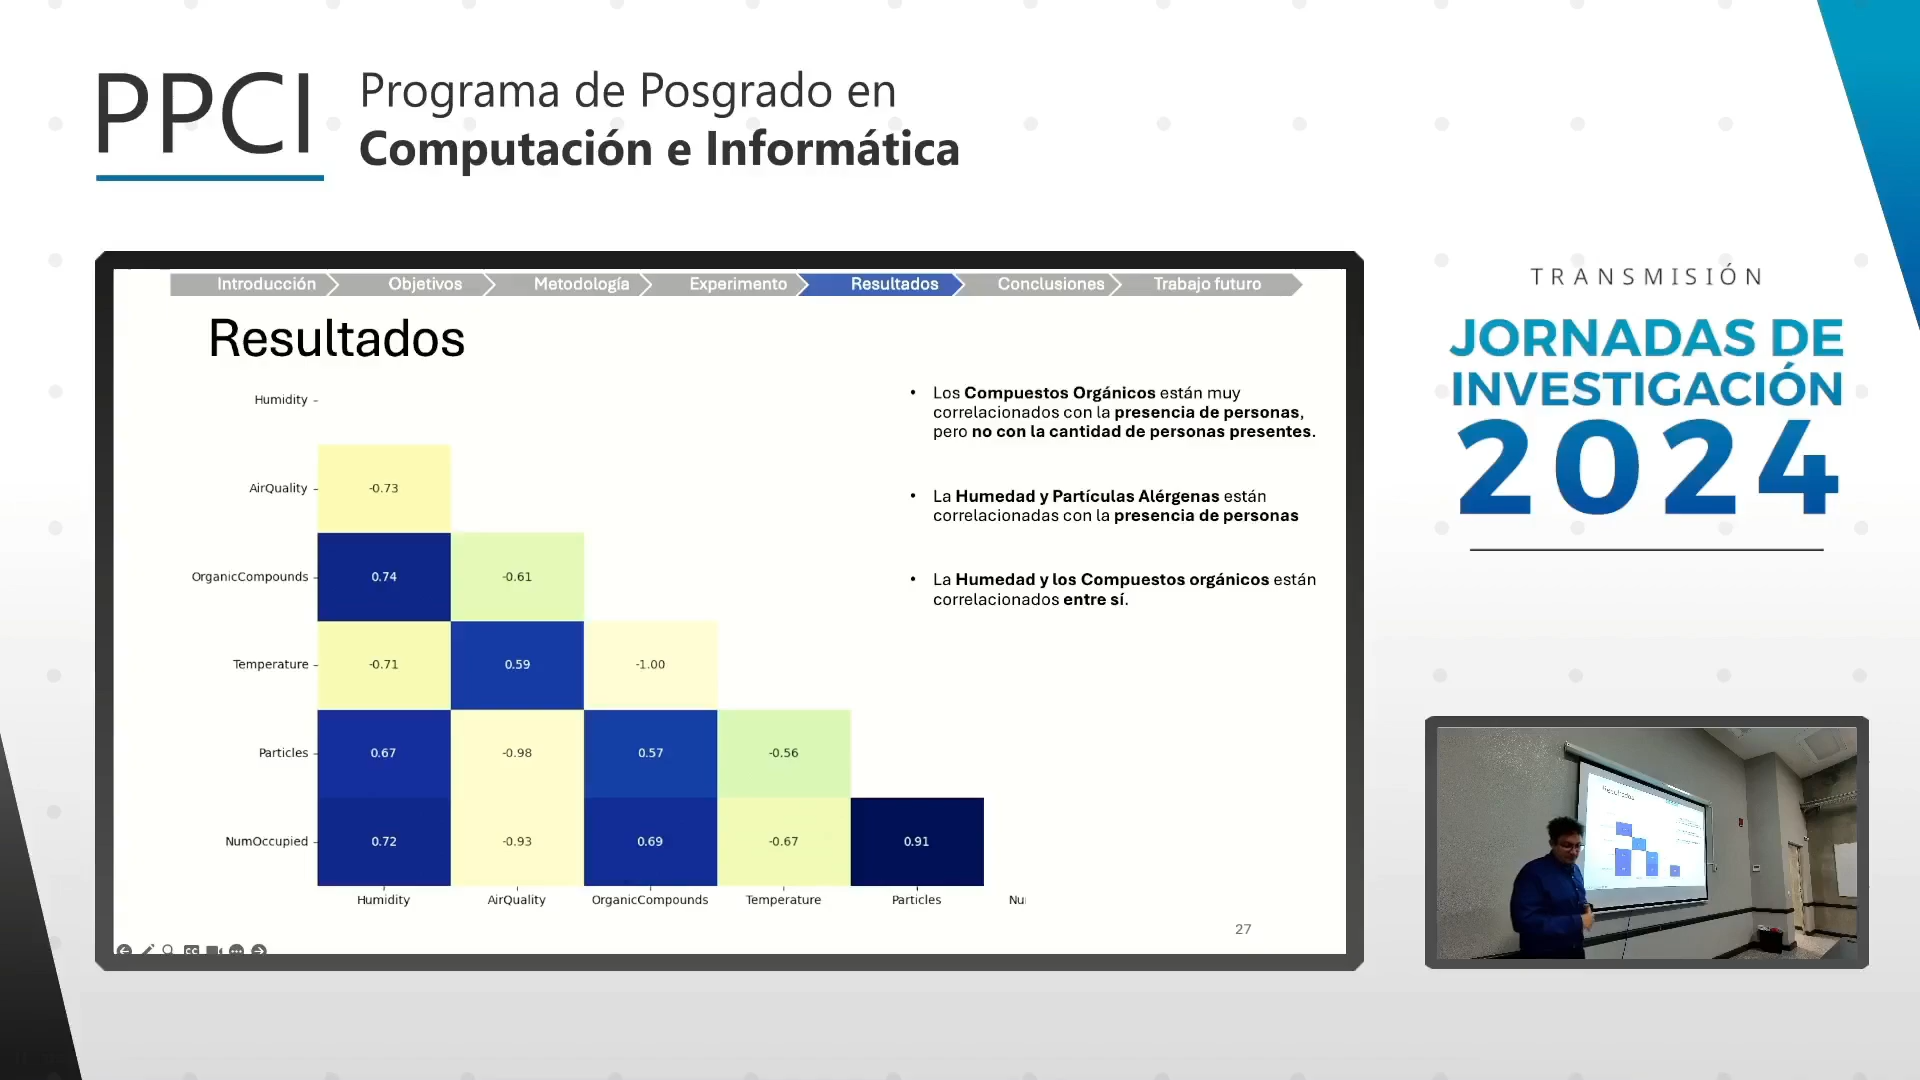 PPCI
Programa de Posgrado en
Computación e Informática
Introducción
Objetivos
Metodología
Experimento
Resultados
Conclusiones
Trabajo futuro
Resultados
Humidity
AirQuality
-0.73
OrganicCompounds
0.74
-0.61
Temperature
-0.71
0.59
-1.00
Particles
0.67
-0.98
0.57
-0.56
NumOccupied
0.72
-0.93
0.69
-0.67
0.91
Humidity
AirQuality
OrganicCompounds
Temperature
Particles
• Los Compuestos Orgánicos están muy
correlacionados con la presencia de personas,
pero no con la cantidad de personas presentes.
• La Humedad y Partículas Alérgenas están
correlacionadas con la presencia de personas
• La Humedad y los Compuestos orgánicos están
correlacionados entre sí.
27
TRANSMISIÓN
JORNADAS DE
INVESTIGACIÓN
2024
Resultados